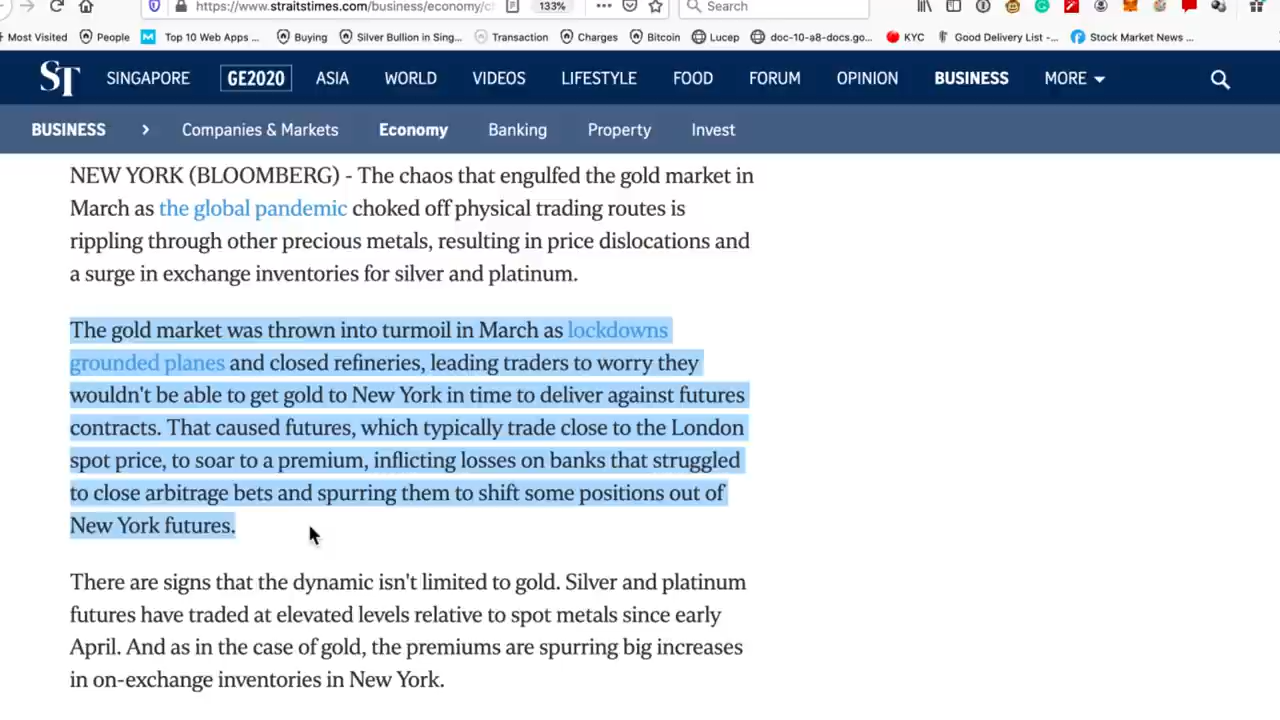 https://www.straitstimes.com/business/economy/c
133%
Search
Most Visited
People
Top 10 Web Apps ...
Buying
Silver Bullion in Sing...
Transaction
Charges
Bitcoin
Lucep
doc-10-a8-docs.go...
KYC
Good Delivery List -...
Stock Market News ...
ST
SINGAPORE
GE2020
ASIA
WORLD
VIDEOS
LIFESTYLE
FOOD
FORUM
OPINION
BUSINESS
MORE
BUSINESS
Companies & Markets
Economy
Banking
Property
Invest
NEW YORK (BLOOMBERG) - The chaos that engulfed the gold market in
March as the global pandemic choked off physical trading routes is
rippling through other precious metals, resulting in price dislocations and
a surge in exchange inventories for silver and platinum.
The gold market was thrown into turmoil in March as lockdowns
grounded planes and closed refineries, leading traders to worry they
wouldn't be able to get gold to New York in time to deliver against futures
contracts. That caused futures, which typically trade close to the London
spot price, to soar to a premium, inflicting losses on banks that struggled
to close arbitrage bets and spurring them to shift some positions out of
New York futures.
There are signs that the dynamic isn't limited to gold. Silver and platinum
futures have traded at elevated levels relative to spot metals since early
April. And as in the case of gold, the premiums are spurring big increases
in on-exchange inventories in New York.